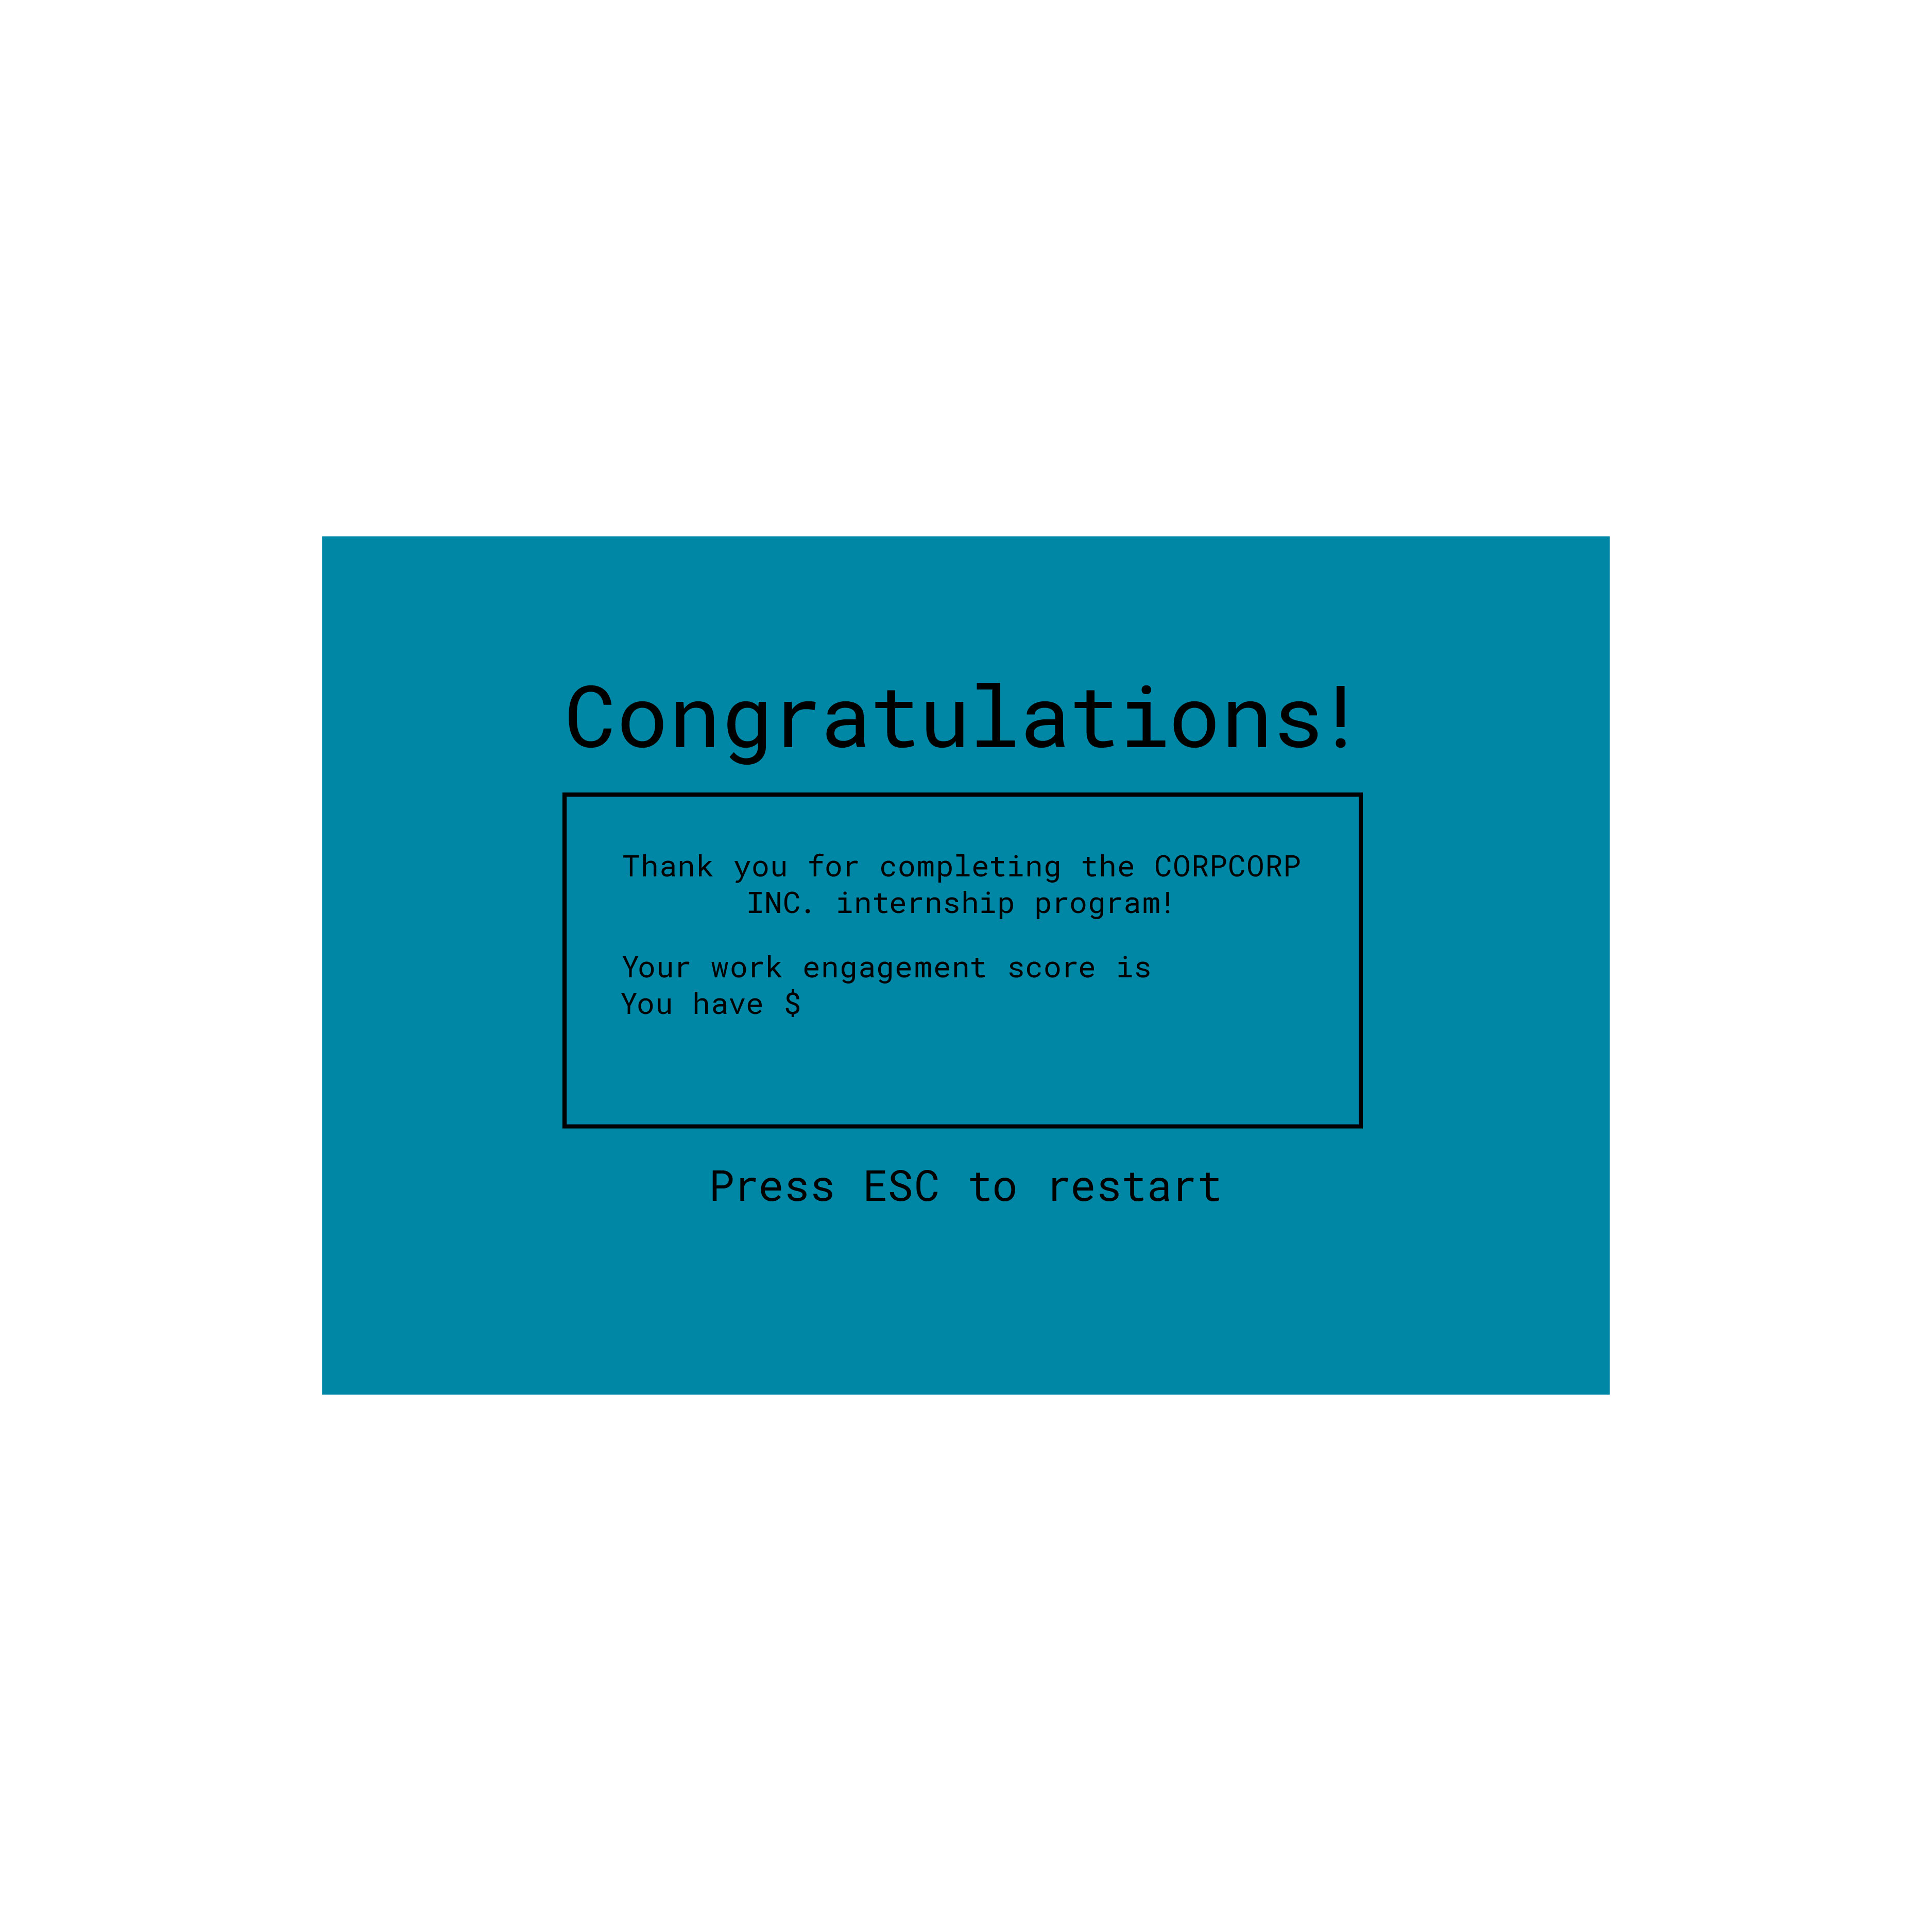 Congratulations!
Thank you for completing the CORPCORP
INC. internship program!
Your work engagement score is
You have $
Press ESC to restart